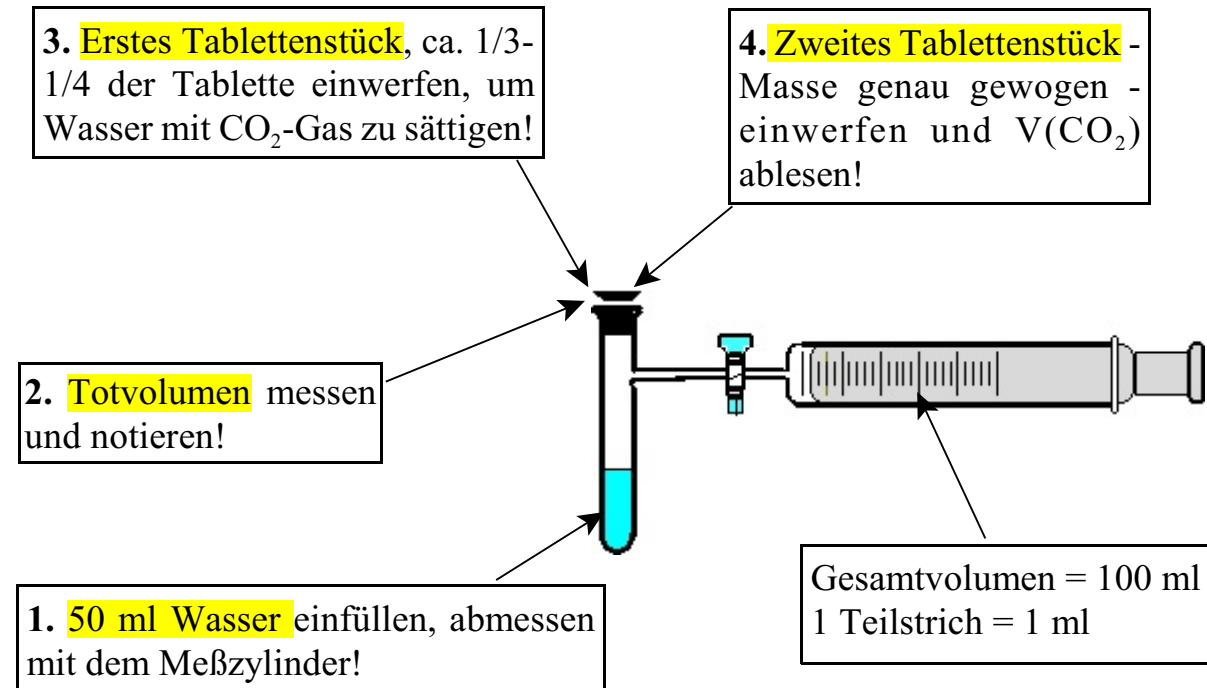 3. Erstes Tablettenstück, ca. 1/3-
1/4 der Tablette einwerfen, um
Wasser mit CO₂-Gas zu sättigen!
4. Zweites Tablettenstück -
Masse genau gewogen -
einwerfen und V(CO₂)
ablesen!
2. Totvolumen messen
und notieren!
1. 50 ml Wasser einfüllen, abmessen
mit dem Meßzylinder!
Gesamtvolumen = 100 ml
1 Teilstrich = 1 ml